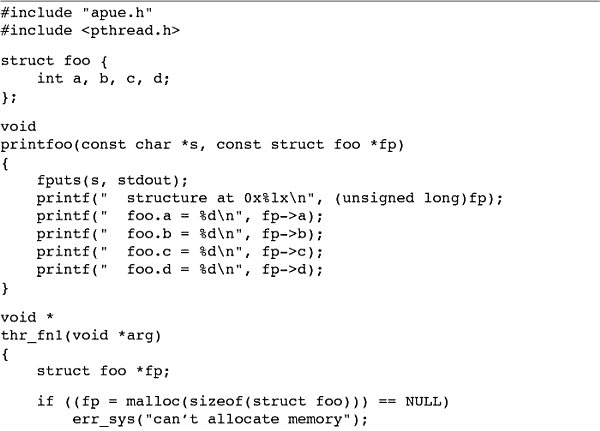 #include "apue.h"
#include <pthread.h>
struct foo {
    int a, b, c, d;
};
void
printfoo(const char *s, const struct foo *fp)
{
    fputs(s, stdout);
    printf("  structure at 0x%lx\n", (unsigned long)fp);
    printf("  foo.a = %d\n", fp->a);
    printf("  foo.b = %d\n", fp->b);
    printf("  foo.c = %d\n", fp->c);
    printf("  foo.d = %d\n", fp->d);
}
void *
thr_fn1(void *arg)
{
    struct foo *fp;
    if ((fp = malloc(sizeof(struct foo))) == NULL)
        err_sys("can't allocate memory");